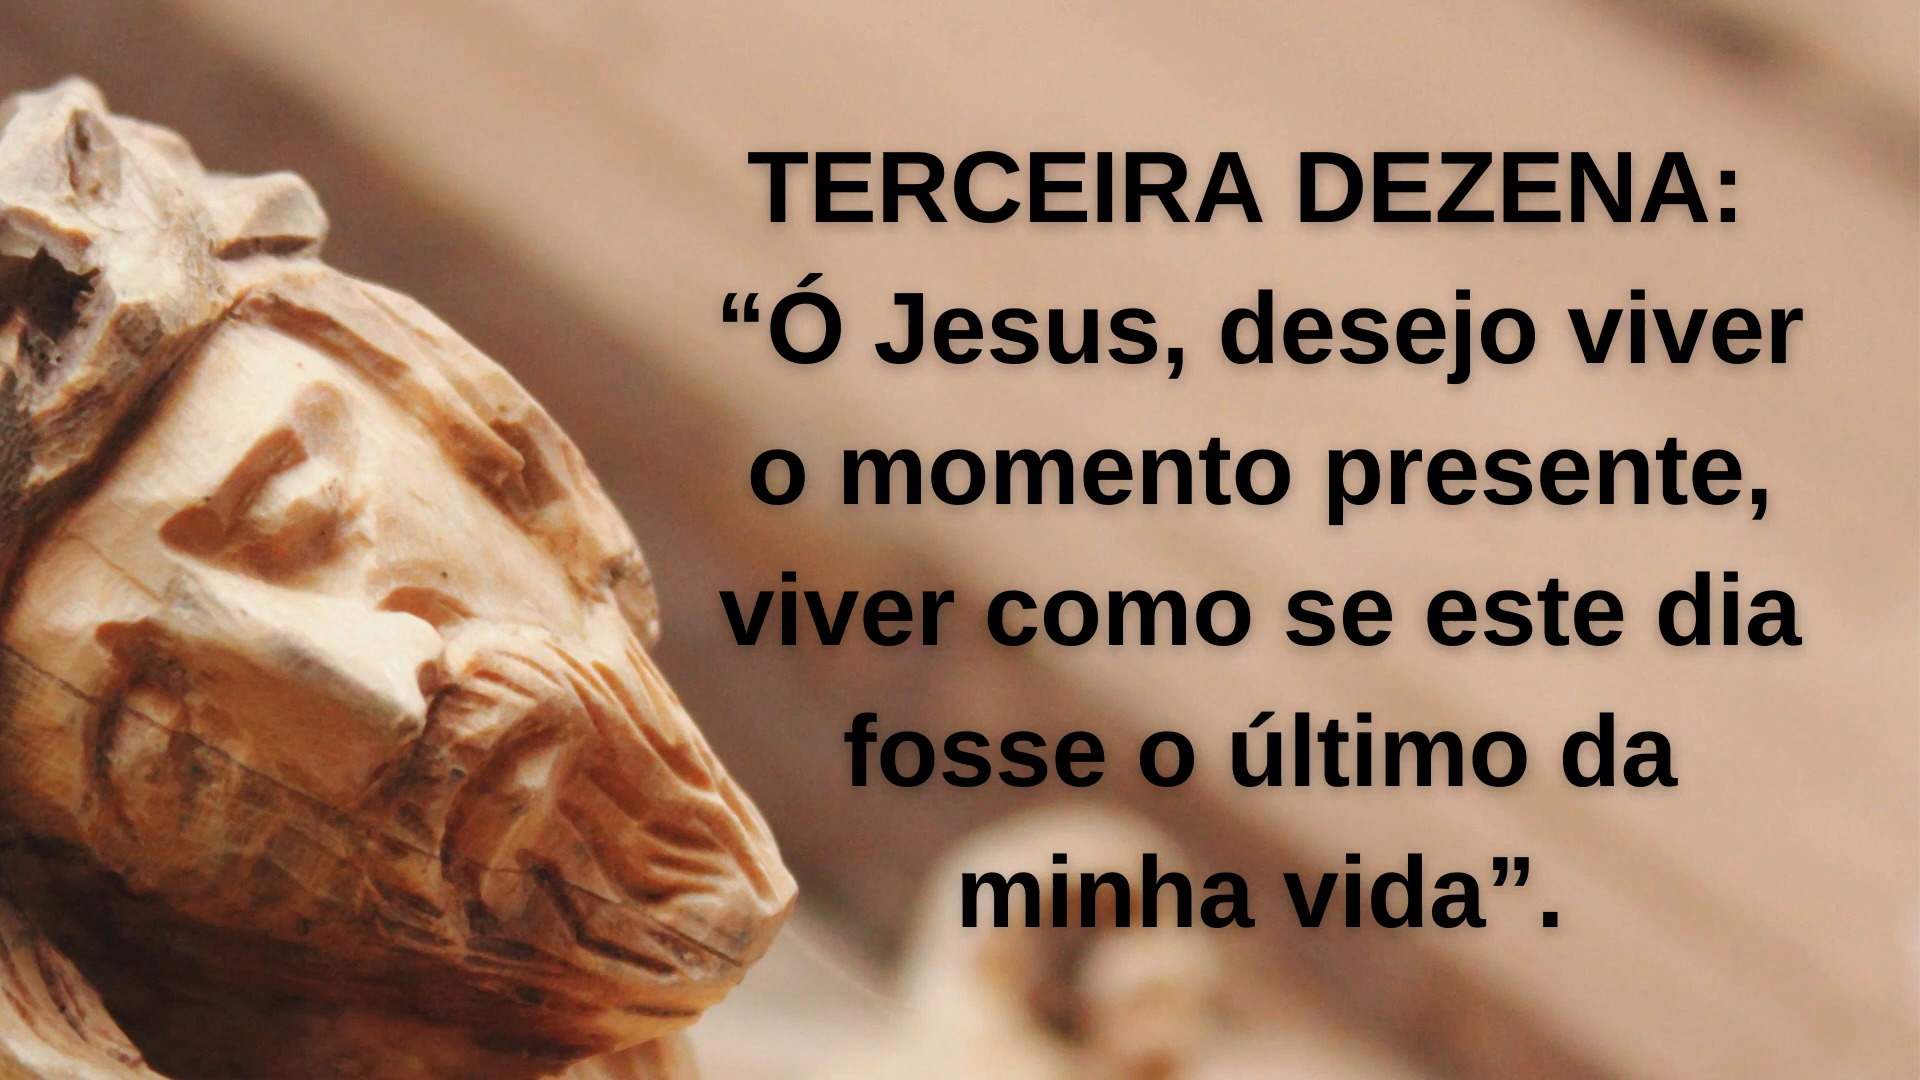 TERCEIRA DEZENA:
“Ó Jesus, desejo viver
o momento presente,
viver como se este dia
fosse o último da
minha vida”.